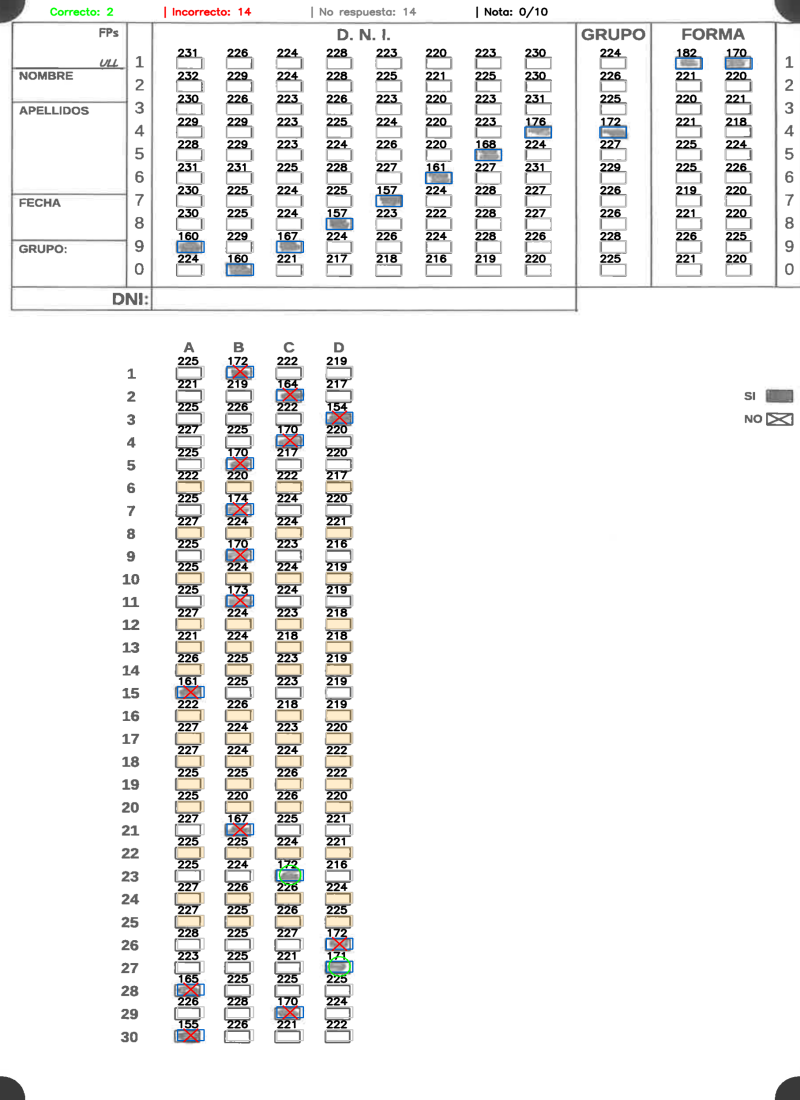 Correcto: 2 | Incorrecto: 14 | No respuesta: 14 | Nota: 0/10
FPs D. N. I. GRUPO FORMA
ULL
NOMBRE
APELLIDOS
FECHA
GRUPO:
1 231 226 224 228 223 220 223 230 224 182 170 1
2 232 229 224 228 225 221 225 230 226 221 220 2
3 230 226 223 226 223 220 223 231 225 220 221 3
4 229 229 223 225 224 220 223 176 172 221 218 4
5 228 229 223 224 226 220 168 224 227 225 224 5
6 231 231 225 228 227 161 227 231 229 225 226 6
7 230 225 224 225 157 224 228 227 226 219 220 7
8 230 225 224 157 223 222 228 227 226 221 220 8
9 160 229 167 224 226 224 228 226 228 226 225 9
0 224 160 221 217 218 216 219 220 225 221 220 0
DNI:
A B C D
1 225 172 222 219
2 221 219 164 217
3 225 226 222 154
4 227 225 170 220
5 225 170 217 220
6 222 220 222 217
7 225 174 224 220
8 227 224 224 221
9 225 170 223 216
10 225 224 224 219
11 225 173 224 219
12 227 224 223 218
13 221 224 218 218
14 226 225 223 219
15 161 225 223 219
16 222 226 218 219
17 227 224 223 220
18 227 224 224 222
19 225 225 226 222
20 225 220 226 220
21 227 167 225 221
22 225 225 224 221
23 225 224 172 216
24 227 226 226 224
25 227 225 226 225
26 228 225 227 172
27 223 225 221 171
28 165 225 225 225
29 226 228 170 224
30 155 226 221 222
SI
NO